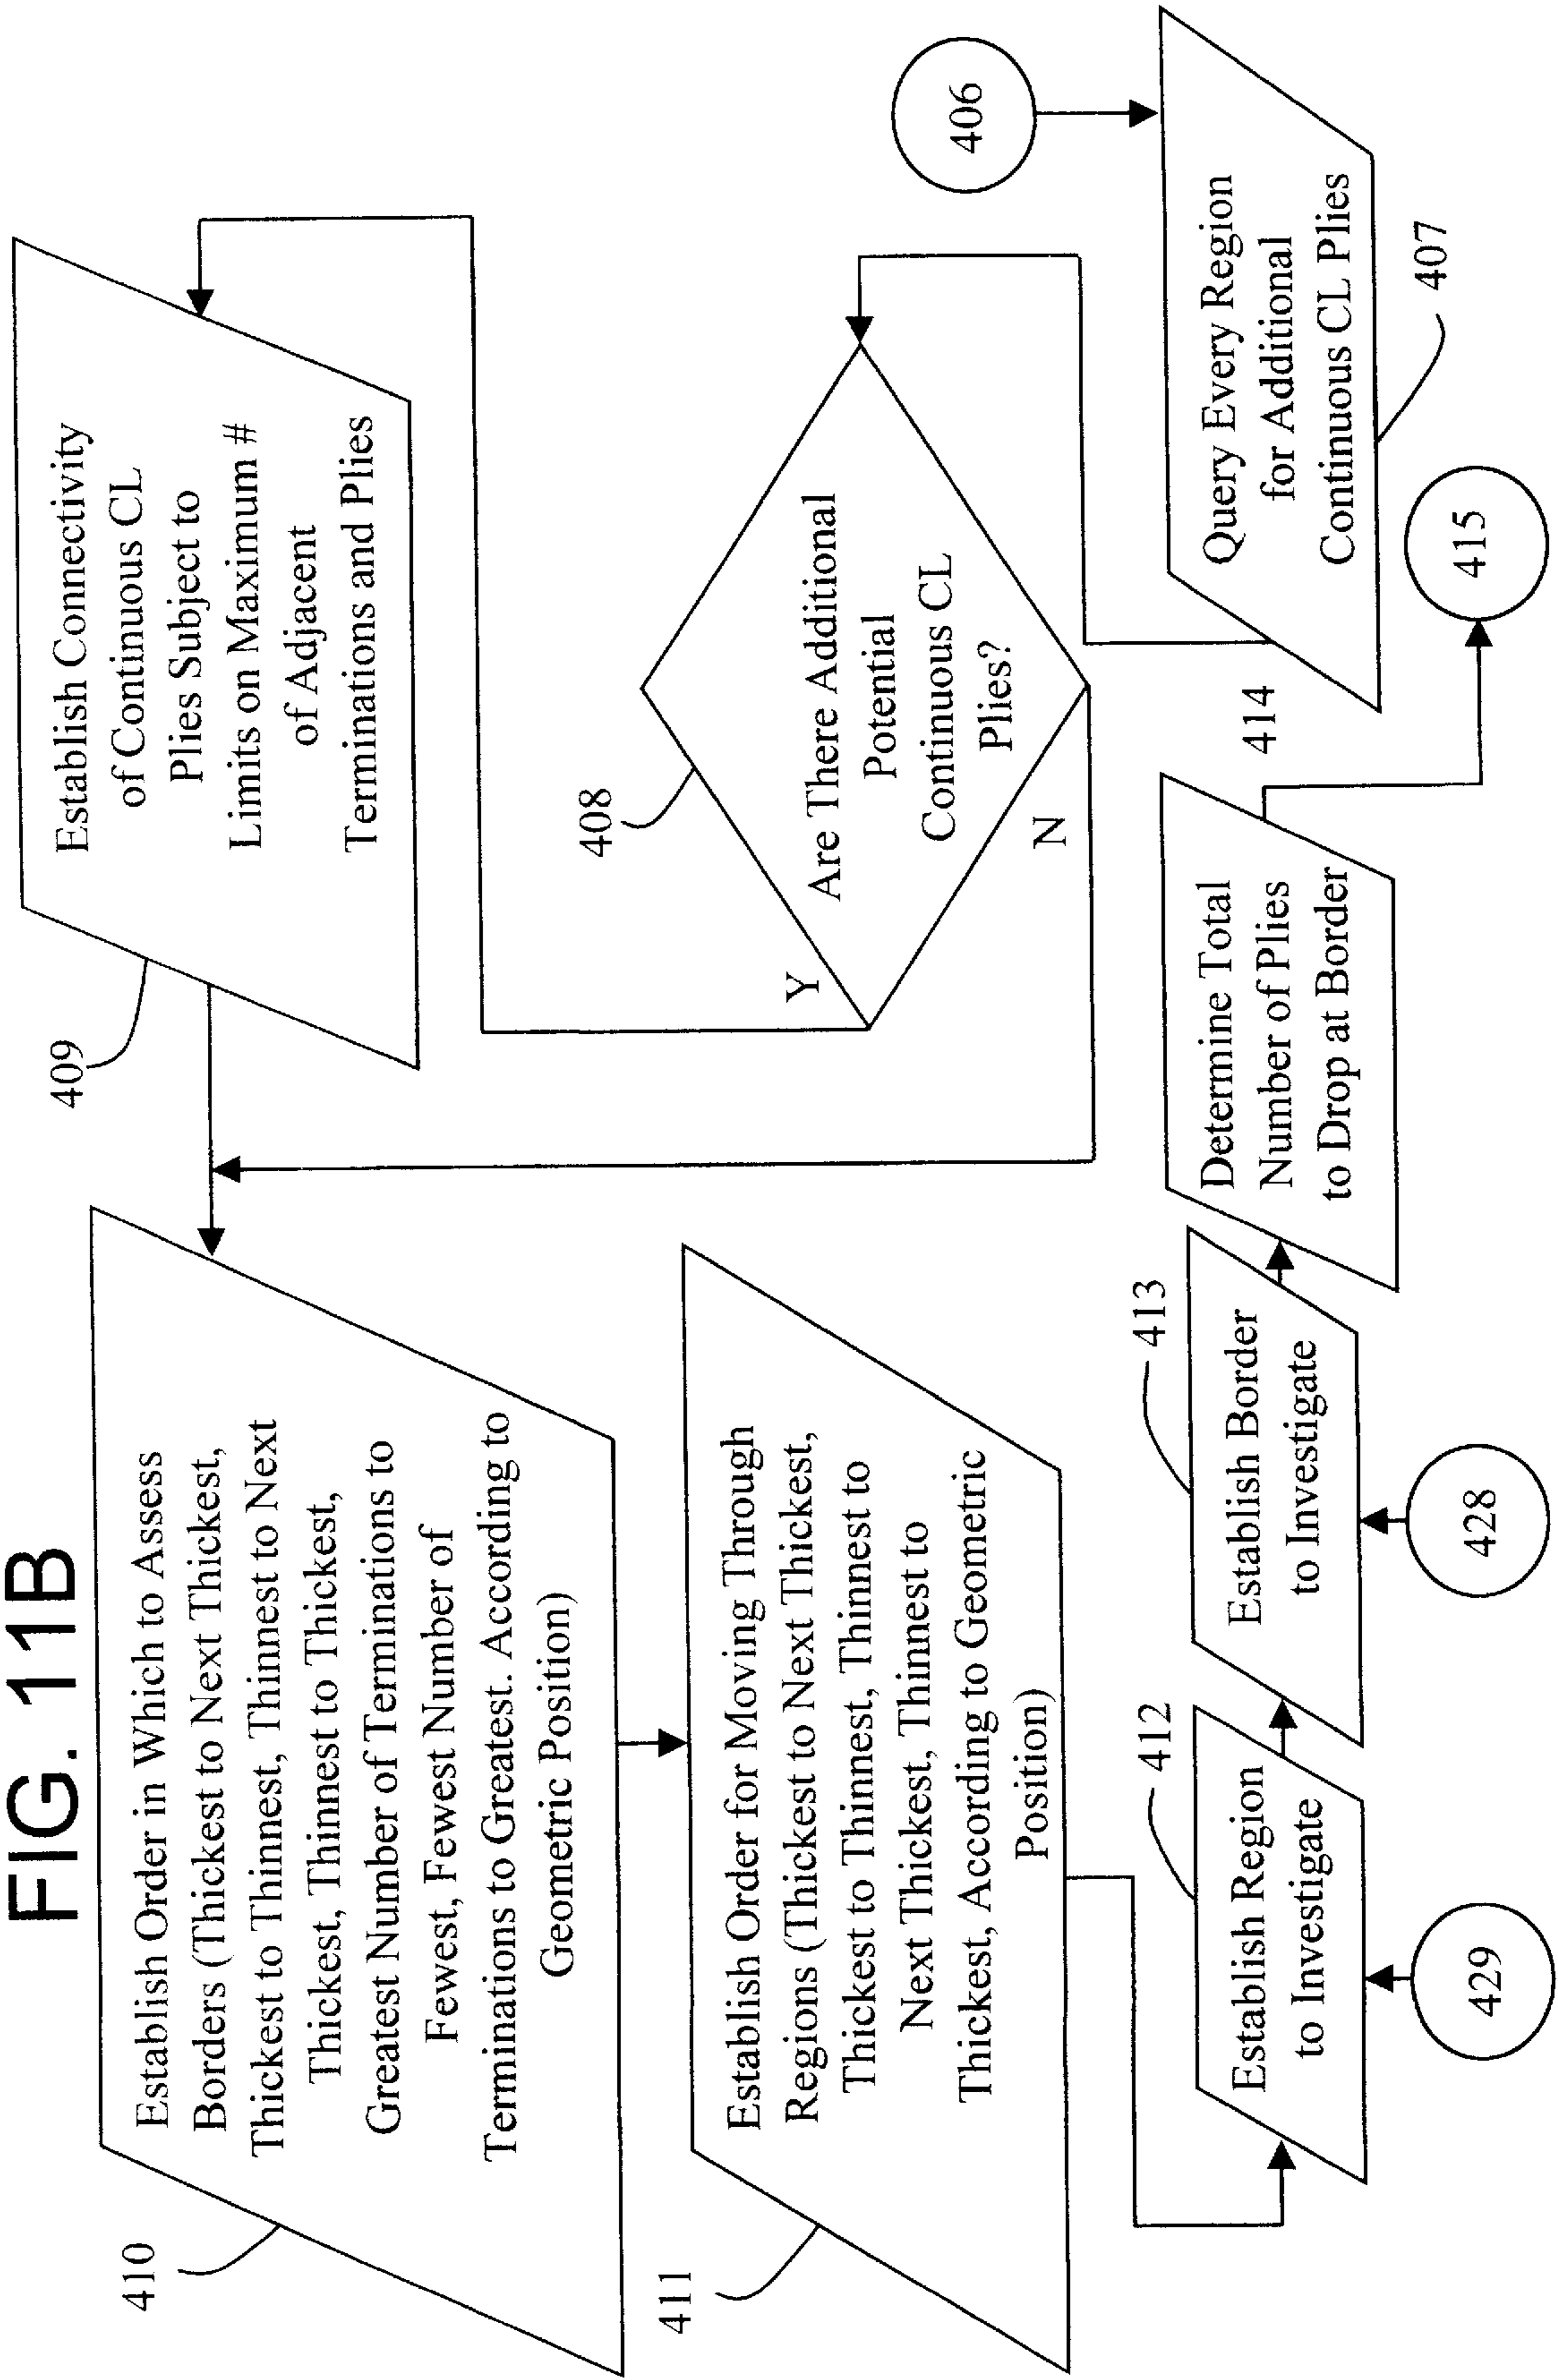 FIG. 11B
410
Establish Order in Which to Assess
Borders (Thickest to Next Thickest,
Thickest to Thinnest, Thinnest to Next
Thickest, Thinnest to Thickest,
Greatest Number of Terminations to
Fewest, Fewest Number of
Terminations to Greatest. According to
Geometric Position)
409
Establish Connectivity
of Continuous CL
Plies Subject to
Limits on Maximum #
of Adjacent
Terminations and Plies
411
Establish Order for Moving Through
Regions (Thickest to Next Thickest,
Thickest to Thinnest, Thinnest to
Next Thickest, Thinnest to
Thickest, According to Geometric
Position)
408
Y
Are There Additional
Potential
Continuous CL
Plies?
N
406
412
Establish Region
to Investigate
413
Establish Border
to Investigate
Determine Total
Number of Plies
to Drop at Border
414
Query Every Region
for Additional
Continuous CL Plies
407
429
428
415